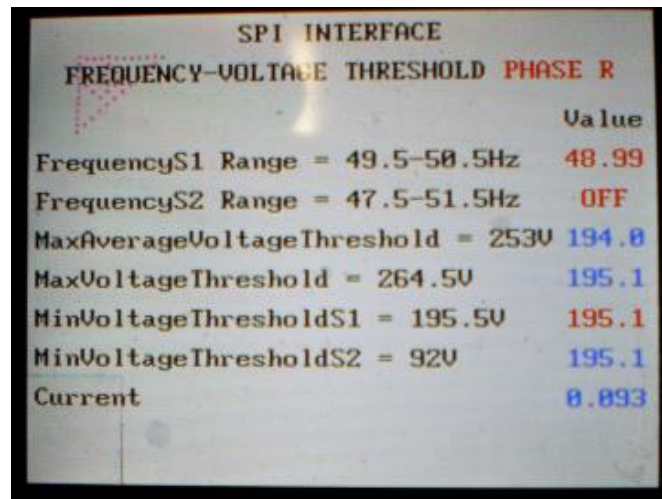 SPI INTERFACE
FREQUENCY-VOLTAGE THRESHOLD PHASE R
Value
FrequencyS1 Range = 49.5-50.5Hz 48.99
FrequencyS2 Range = 47.5-51.5Hz OFF
MaxAverageVoltageThreshold = 253V 194.0
MaxVoltageThreshold = 264.5V 195.1
MinVoltageThresholdS1 = 195.5V 195.1
MinVoltageThresholdS2 = 92V 195.1
Current 0.093